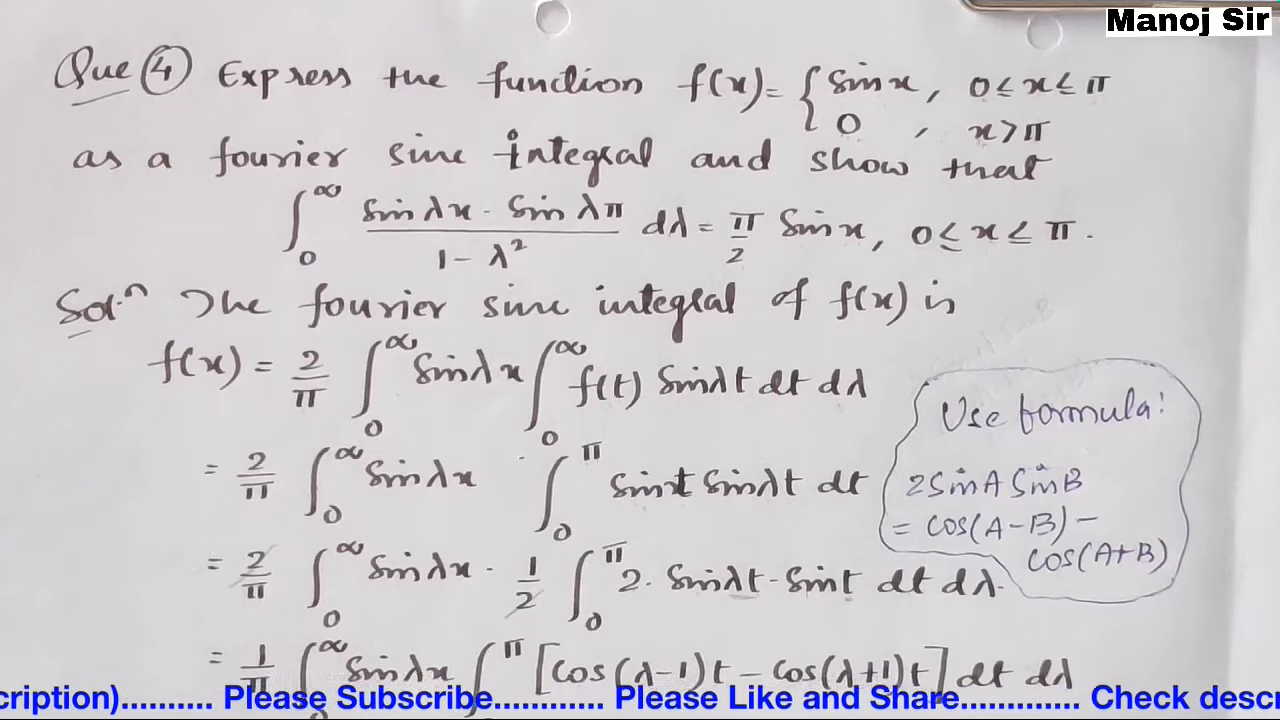 Manoj Sir
Que (4) Express the function f(x) = { sinx, 0 ≤ x ≤ π
0, x>π
as a fourier sine integral and show that
∫₀^∞ (sin λx · sin λπ)/(1 - λ²) dλ = π/2 sin x, 0 ≤ x ≤ π.
Solⁿ The fourier sine integral of f(x) is
f(x) = 2/π ∫₀^∞ sin λx ∫₀^∞ f(t) sin λt dt dλ
= 2/π ∫₀^∞ sin λx ∫₀^π sin t sin λt dt
= 2/π ∫₀^∞ sin λx · 1/2 ∫₀^π 2. sin λt · sin t dt dλ.
= 1/π ∫₀^∞ sin λx ∫^π [cos(λ-1)t - cos(λ+1)t] dt dλ
Use formula:
2 sin A sin B
= cos(A-B) -
cos(A+B)
cription).......... Please Subscribe............ Please Like and Share............. Check descr